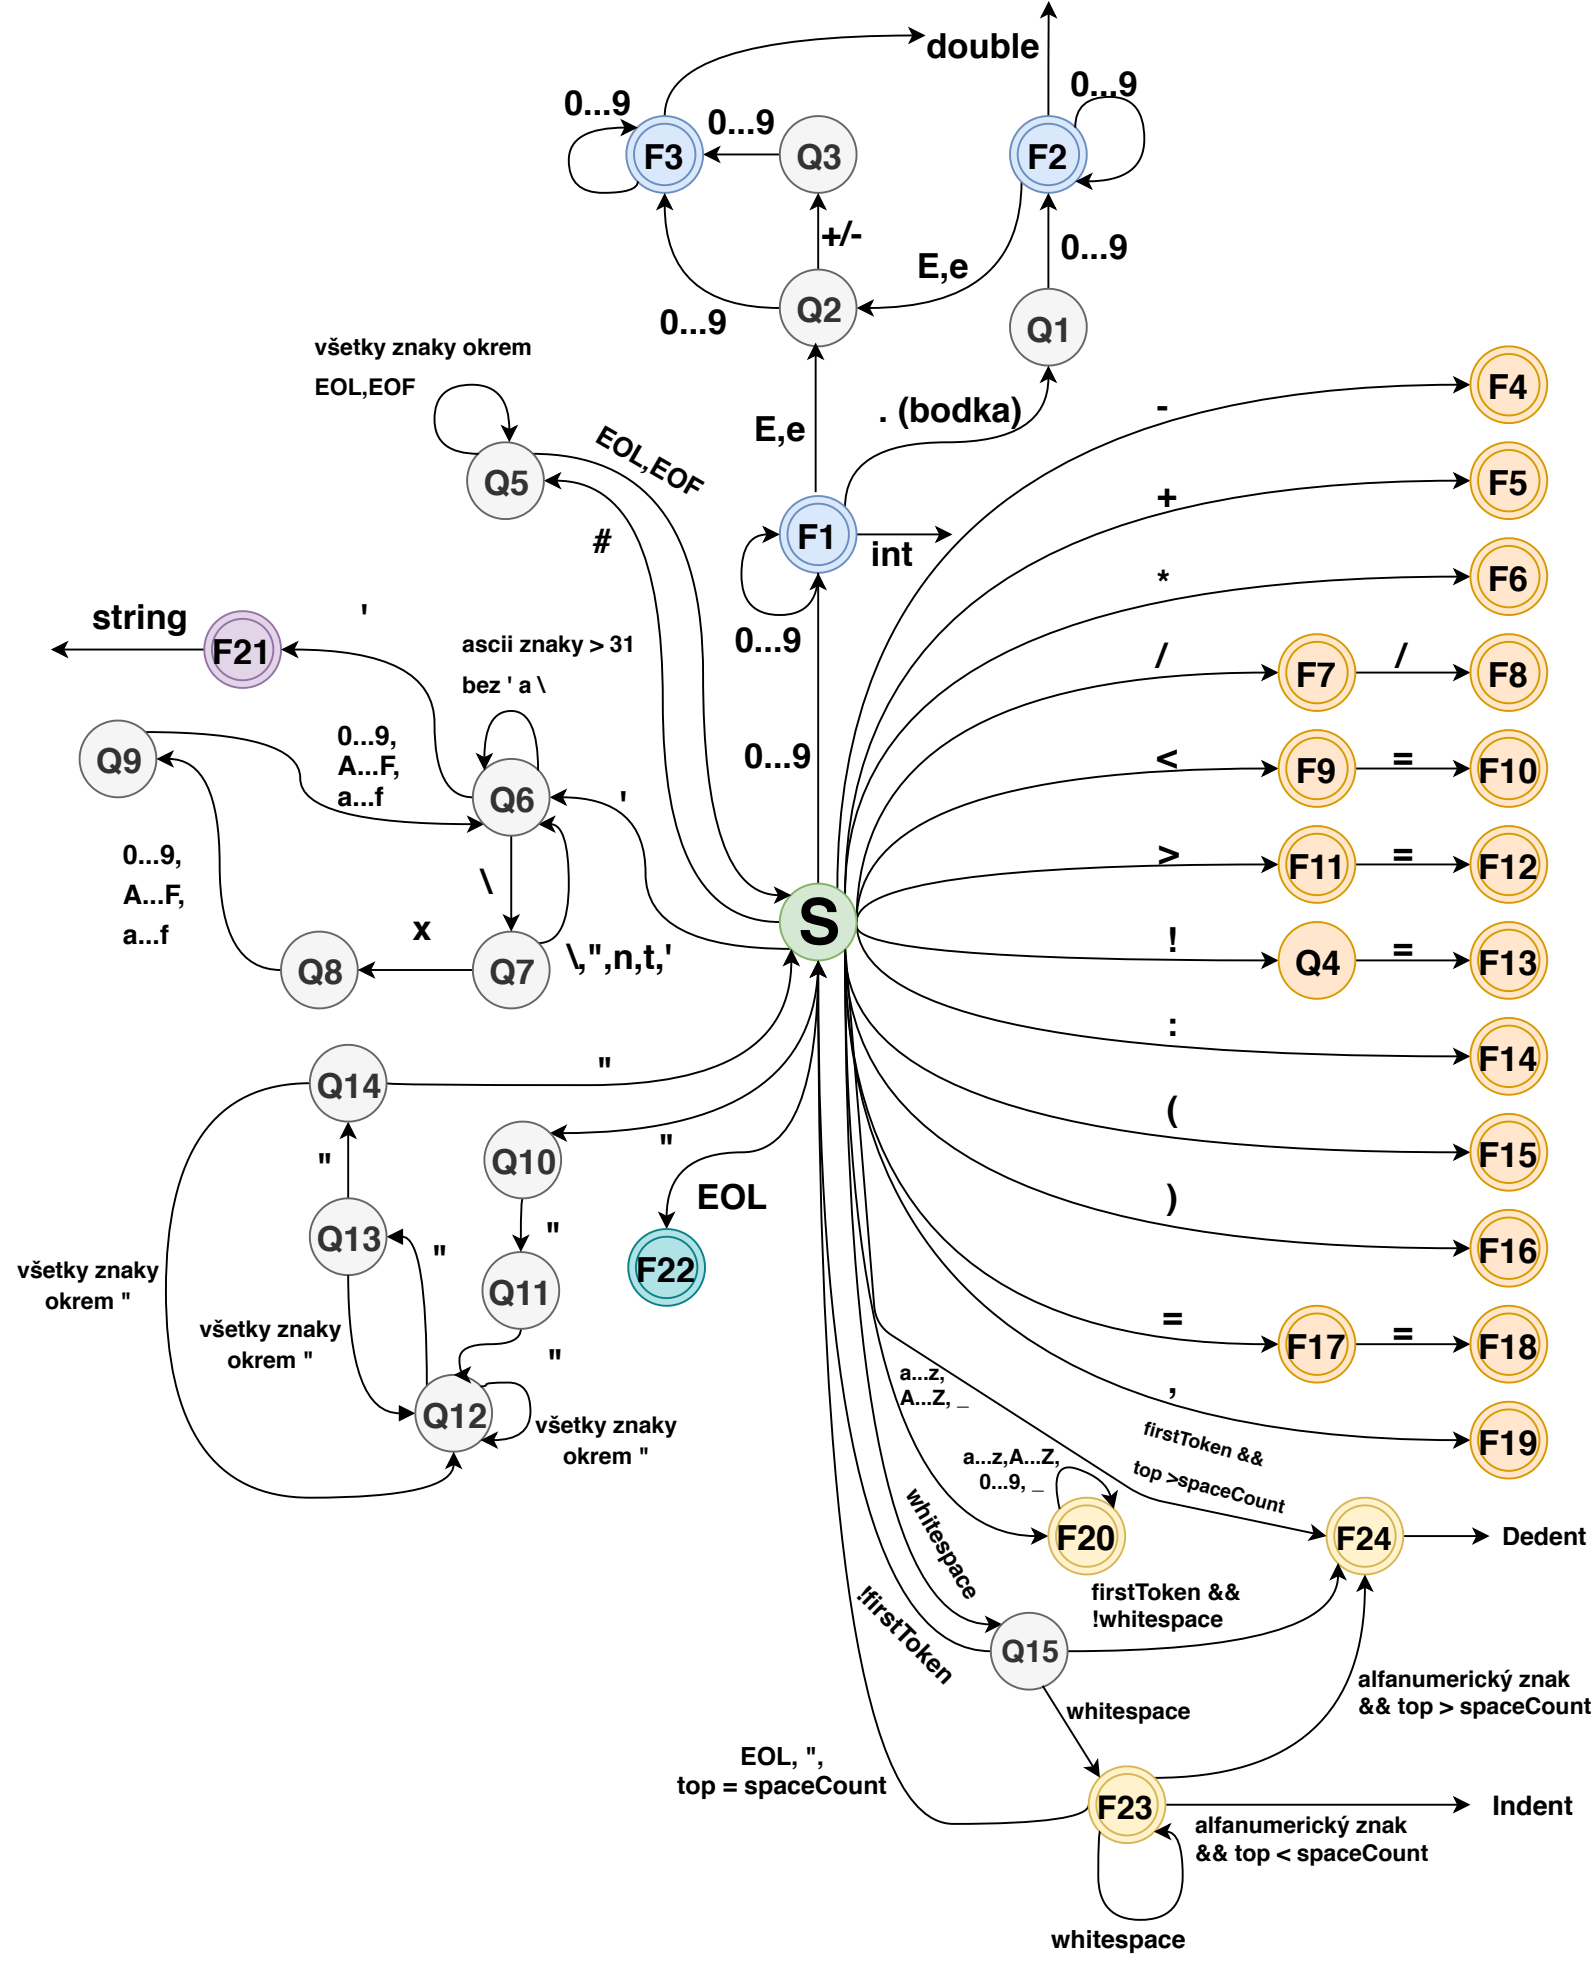 double
0...9
0...9
0...9
F3
Q3
F2
+/-
0...9
E,e
Q2
0...9
Q1
všetky znaky okrem
EOL,EOF
. (bodka)
-
F4
E,e
EOL,EOF
Q5
+
F5
#
F1
int
*
F6
string
'
F21
ascii znaky > 31
bez ' a \
0...9
/
F7
/
F8
Q9
0...9,
A...F,
a...f
Q6
'
0...9
<
F9
=
F10
0...9,
A...F,
a...f
\
>
F11
=
F12
x
S
Q8
Q7
\,",n,t,'
!
Q4
=
F13
:
F14
Q14
"
(
F15
"
Q10
"
EOL
)
F16
Q13
"
"
F22
všetky znaky
okrem "
Q11
všetky znaky
okrem "
"
=
F17
=
F18
a...z,
A...Z, _
,
Q12
všetky znaky
okrem "
F19
firstToken &&
top >spaceCount
a...z,A...Z,
0...9, _
whitespace
F20
F24
Dedent
firstToken &&
!whitespace
!firstToken
Q15
alfanumerický znak
&& top > spaceCount
whitespace
EOL, ",
top = spaceCount
F23
Indent
alfanumerický znak
&& top < spaceCount
whitespace